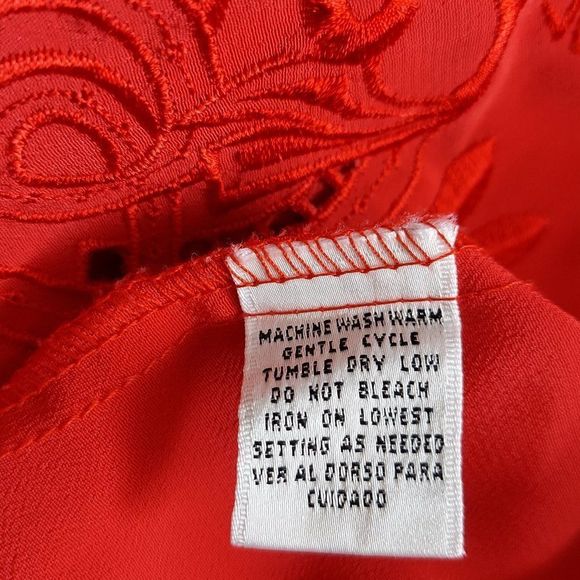 MACHINE WASH WARM
GENTLE CYCLE
TUMBLE DRY LOW
DO NOT BLEACH
IRON ON LOWEST
SETTING AS NEEDED
VER AL DORSO PARA
CUIDADO